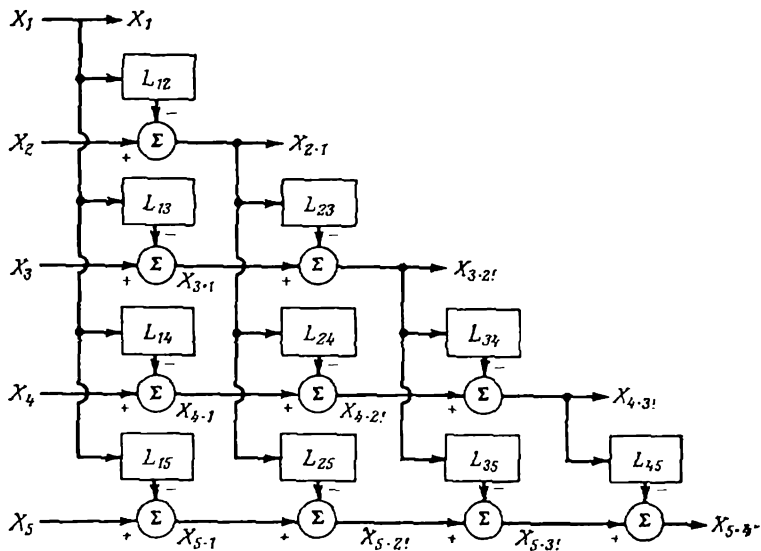 X₁ X₁
L₁₂
−
X₂ + Σ X₂.₁
L₁₃ L₂₃
− −
X₃ + Σ X₃.₁ + Σ X₃.₂!
L₁₄ L₂₄ L₃₄
− − −
X₄ + Σ X₄.₁ + Σ X₄.₂! + Σ X₄.₃!
L₁₅ L₂₅ L₃₅ L₄₅
− − − −
X₅ + Σ X₅.₁ + Σ X₅.₂! + Σ X₅.₃! + Σ